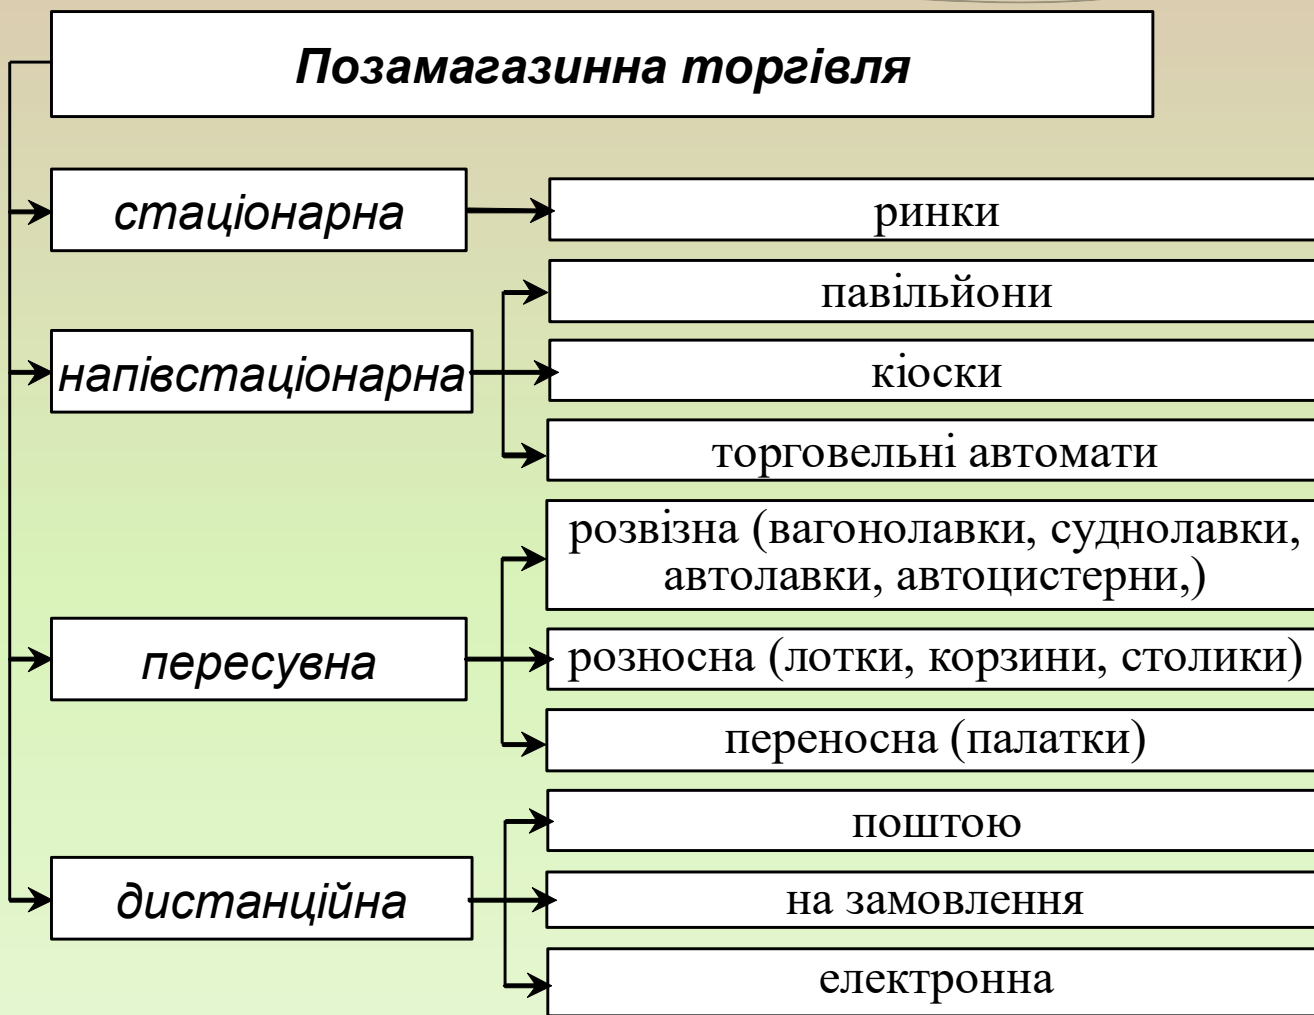 Позамагазинна торгівля
стаціонарна
ринки
напівстаціонарна
павільйони
кіоски
торговельні автомати
пересувна
розвізна (вагонолавки, суднолавки,
автолавки, автоцистерни,)
розносна (лотки, корзини, столики)
переносна (палатки)
дистанційна
поштою
на замовлення
електронна